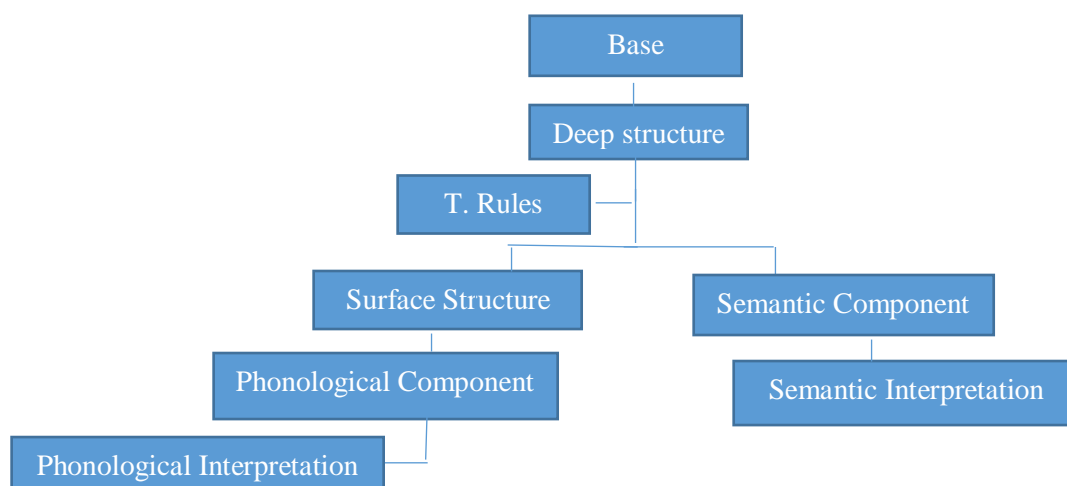 Base
Deep structure
T. Rules
Surface Structure
Semantic Component
Phonological Component
Semantic Interpretation
Phonological Interpretation